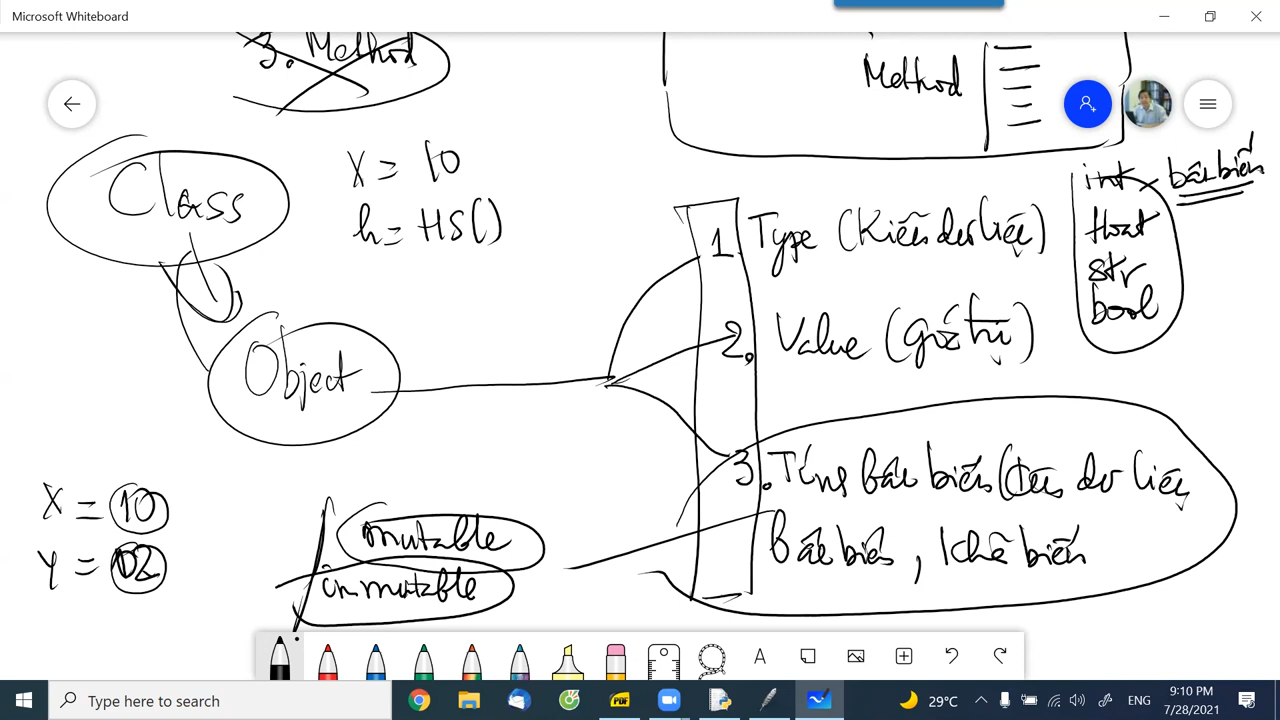 Microsoft Whiteboard
3. Method
Method
Class
X = 10
h = HS()
int bất biến
float
str
bool
1. Type (Kiểu dữ liệu)
2. Value (giá trị)
Object
3. Tính bất biến (
dữ liệu
bất biến, khả biến
X = 10
Y =
mutable
immutable
Type here to search
29°C
ENG
9:10 PM
7/28/2021